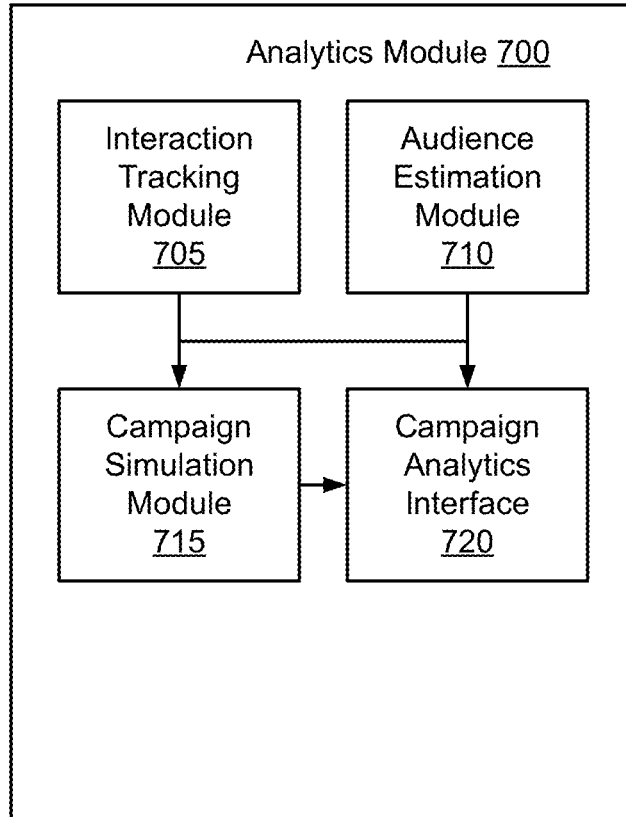 Analytics Module 700
Interaction
Tracking
Module
705
Audience
Estimation
Module
710
Campaign
Simulation
Module
715
Campaign
Analytics
Interface
720